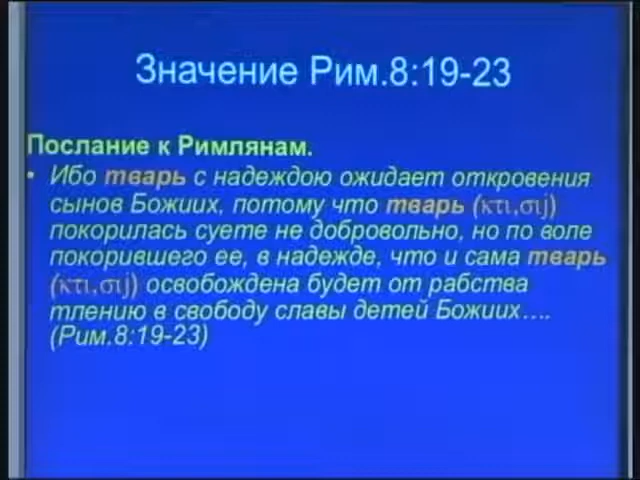 Значение Рим.8:19-23
Послание к Римлянам.
• Ибо тварь с надеждою ожидает откровения
сынов Божиих, потому что тварь (κτι,σιj)
покорилась суете не добровольно, но по воле
покорившего ее, в надежде, что и сама тварь
(κτι,σιj) освобождена будет от рабства
тлению в свободу славы детей Божиих….
(Рим.8:19-23)